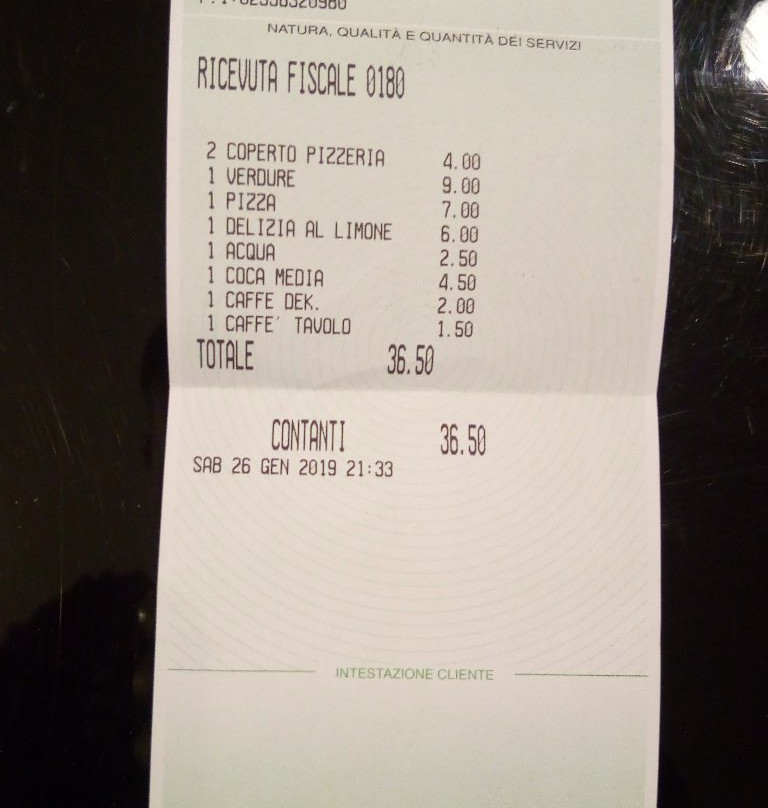 NATURA, QUALITÀ E QUANTITÀ DEI SERVIZI
RICEVUTA FISCALE 0180
2 COPERTO PIZZERIA 4.00
1 VERDURE 9.00
1 PIZZA 7.00
1 DELIZIA AL LIMONE 6.00
1 ACQUA 2.50
1 COCA MEDIA 4.50
1 CAFFE DEK. 2.00
1 CAFFE' TAVOLO 1.50
TOTALE 36.50
CONTANTI 36.50
SAB 26 GEN 2019 21:33
INTESTAZIONE CLIENTE